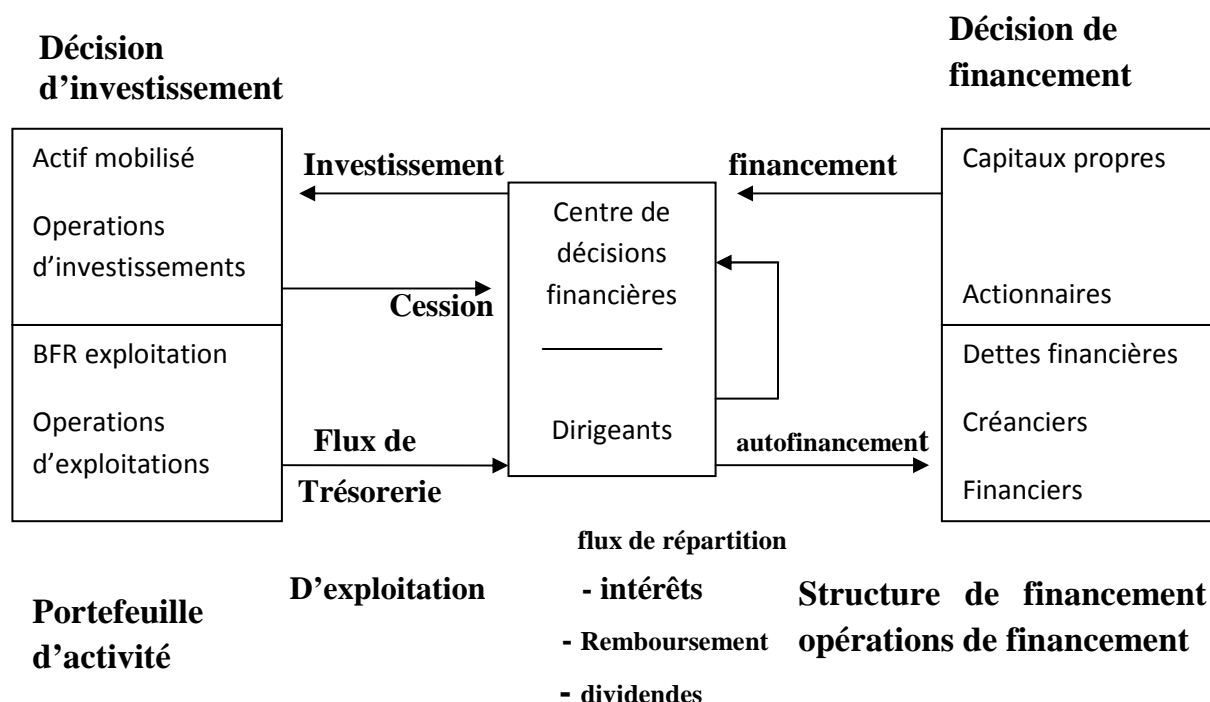 Décision
d'investissement
Décision de
financement
Actif mobilisé
Operations
d'investissements
BFR exploitation
Operations
d'exploitations
Investissement
Cession
Flux de
Trésorerie
D'exploitation
Centre de
décisions
financières
Dirigeants
financement
autofinancement
Capitaux propres
Actionnaires
Dettes financières
Créanciers
Financiers
flux de répartition
- intérêts
- Remboursement
- dividendes
Portefeuille
d'activité
Structure de financement
opérations de financement